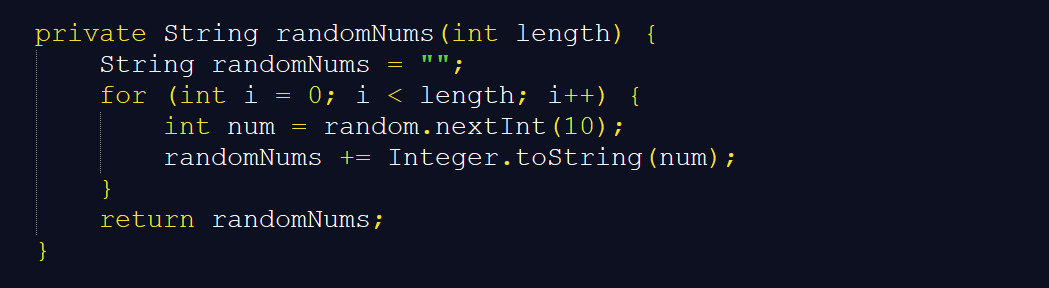 private String randomNums(int length) {
    String randomNums = "";
    for (int i = 0; i < length; i++) {
        int num = random.nextInt(10);
        randomNums += Integer.toString(num);
    }
    return randomNums;
}